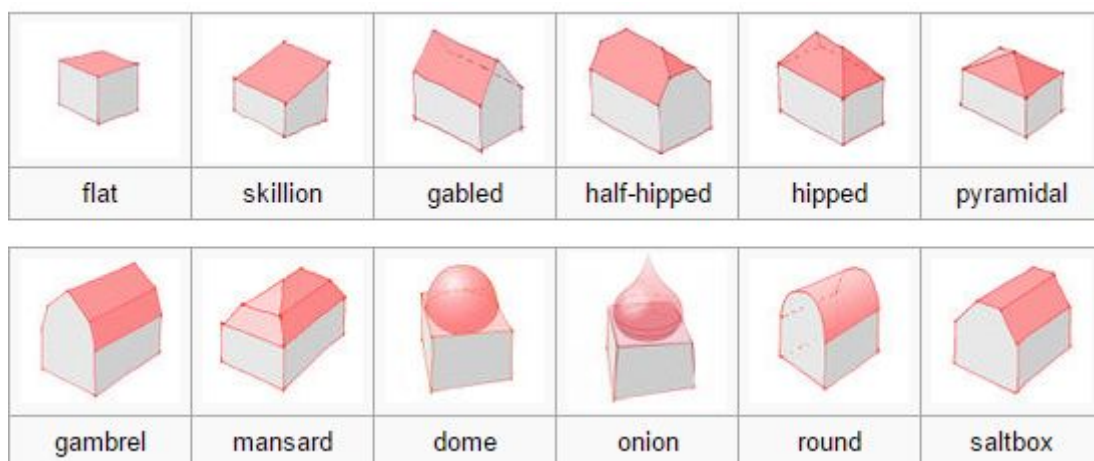 flat skillion gabled half-hipped hipped pyramidal
gambrel mansard dome onion round saltbox